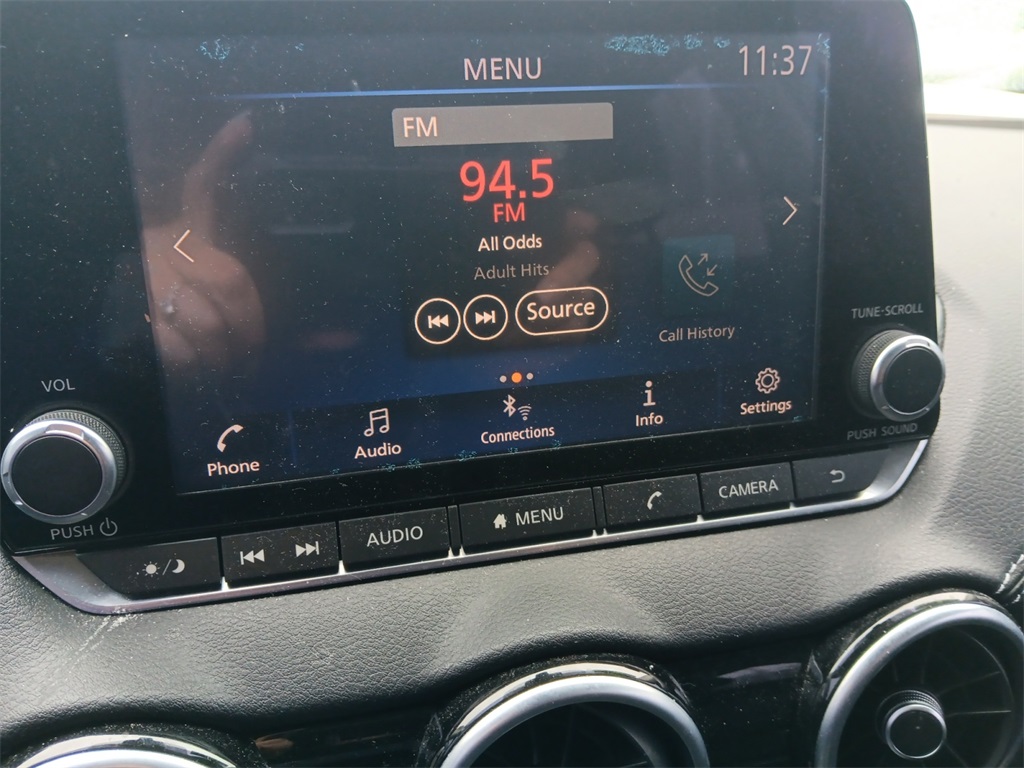 MENU
11:37
FM
94.5
FM
All Odds
Adult Hits
Source
Call History
TUNE·SCROLL
VOL
Phone
Audio
Connections
Info
Settings
PUSH SOUND
PUSH
AUDIO
MENU
CAMERA